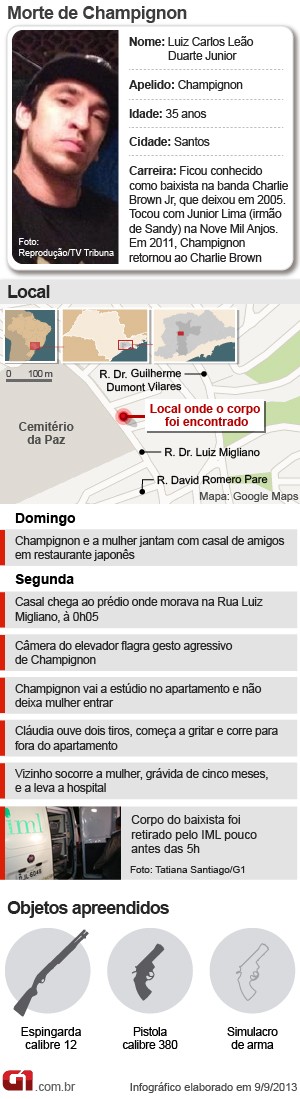 Morte de Champignon
Nome: Luiz Carlos Leão
Duarte Junior
Apelido: Champignon
Idade: 35 anos
Cidade: Santos
Carreira: Ficou conhecido
como baixista na banda Charlie
Brown Jr, que deixou em 2005.
Tocou com Junior Lima (irmão
de Sandy) na Nove Mil Anjos.
Em 2011, Champignon
retornou ao Charlie Brown
Foto:
Reprodução/TV Tribuna
Local
0 100 m
R. Dr. Guilherme
Dumont Vilares
Local onde o corpo
foi encontrado
Cemitério
da Paz
R. Dr. Luiz Migliano
R. David Romero Pare
Mapa: Google Maps
Domingo
Champignon e a mulher jantam com casal de amigos
em restaurante japonês
Segunda
Casal chega ao prédio onde morava na Rua Luiz
Migliano, à 0h05
Câmera do elevador flagra gesto agressivo
de Champignon
Champignon vai a estúdio no apartamento e não
deixa mulher entrar
Cláudia ouve dois tiros, começa a gritar e corre para
fora do apartamento
Vizinho socorre a mulher, grávida de cinco meses,
e a leva a hospital
iml
Corpo do baixista foi
retirado pelo IML pouco
antes das 5h
Foto: Tatiana Santiago/G1
Objetos apreendidos
Espingarda
calibre 12
Pistola
calibre 380
Simulacro
de arma
G1.com.br
Infográfico elaborado em 9/9/2013